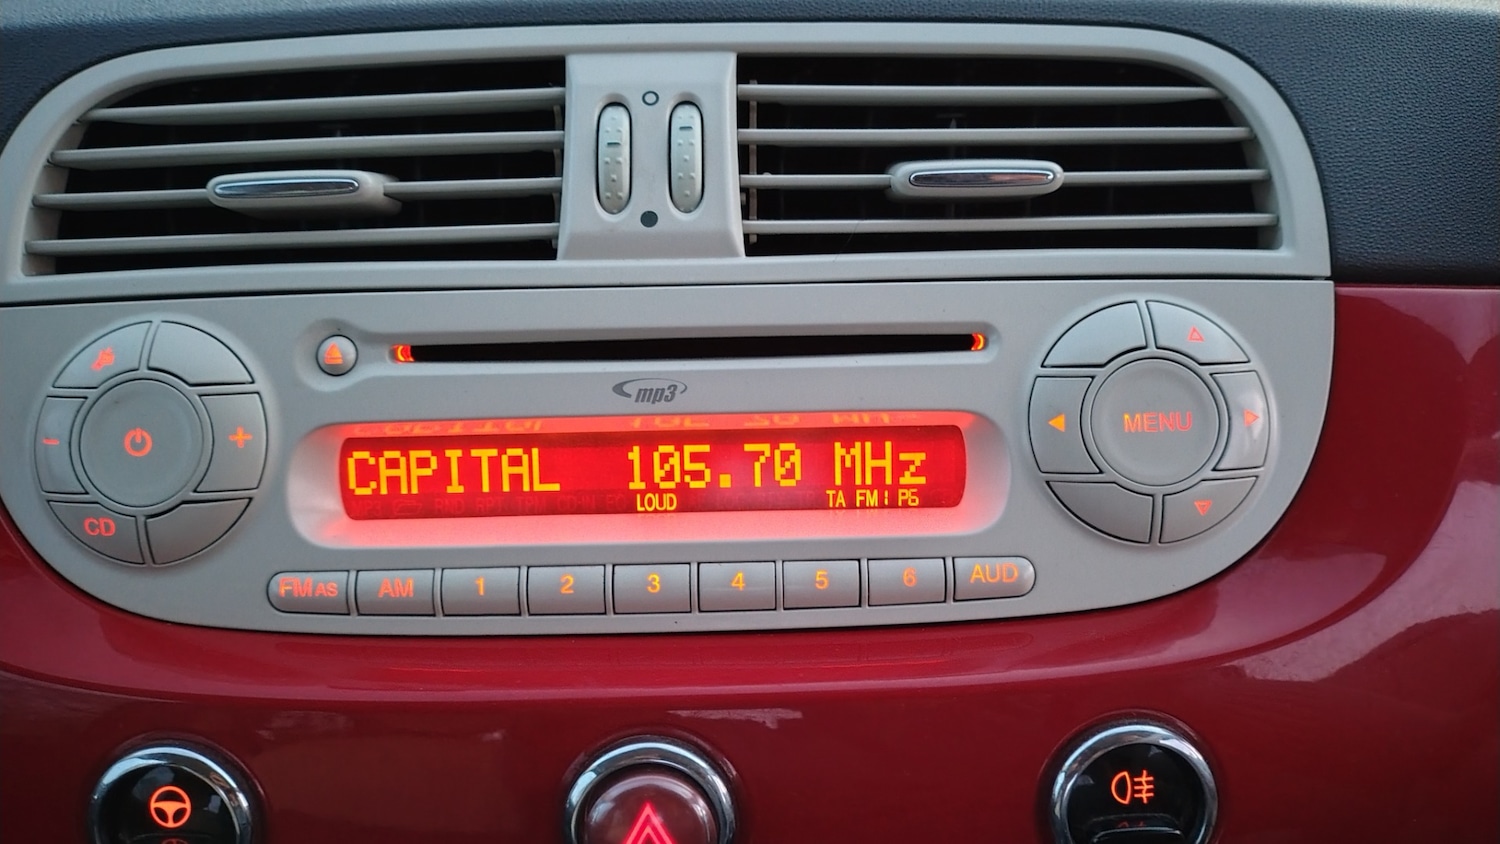 mp3
CAPITAL 105.70 MHz
LOUD TA FM1 P6
MENU
CD
FM AS AM 1 2 3 4 5 6 AUD